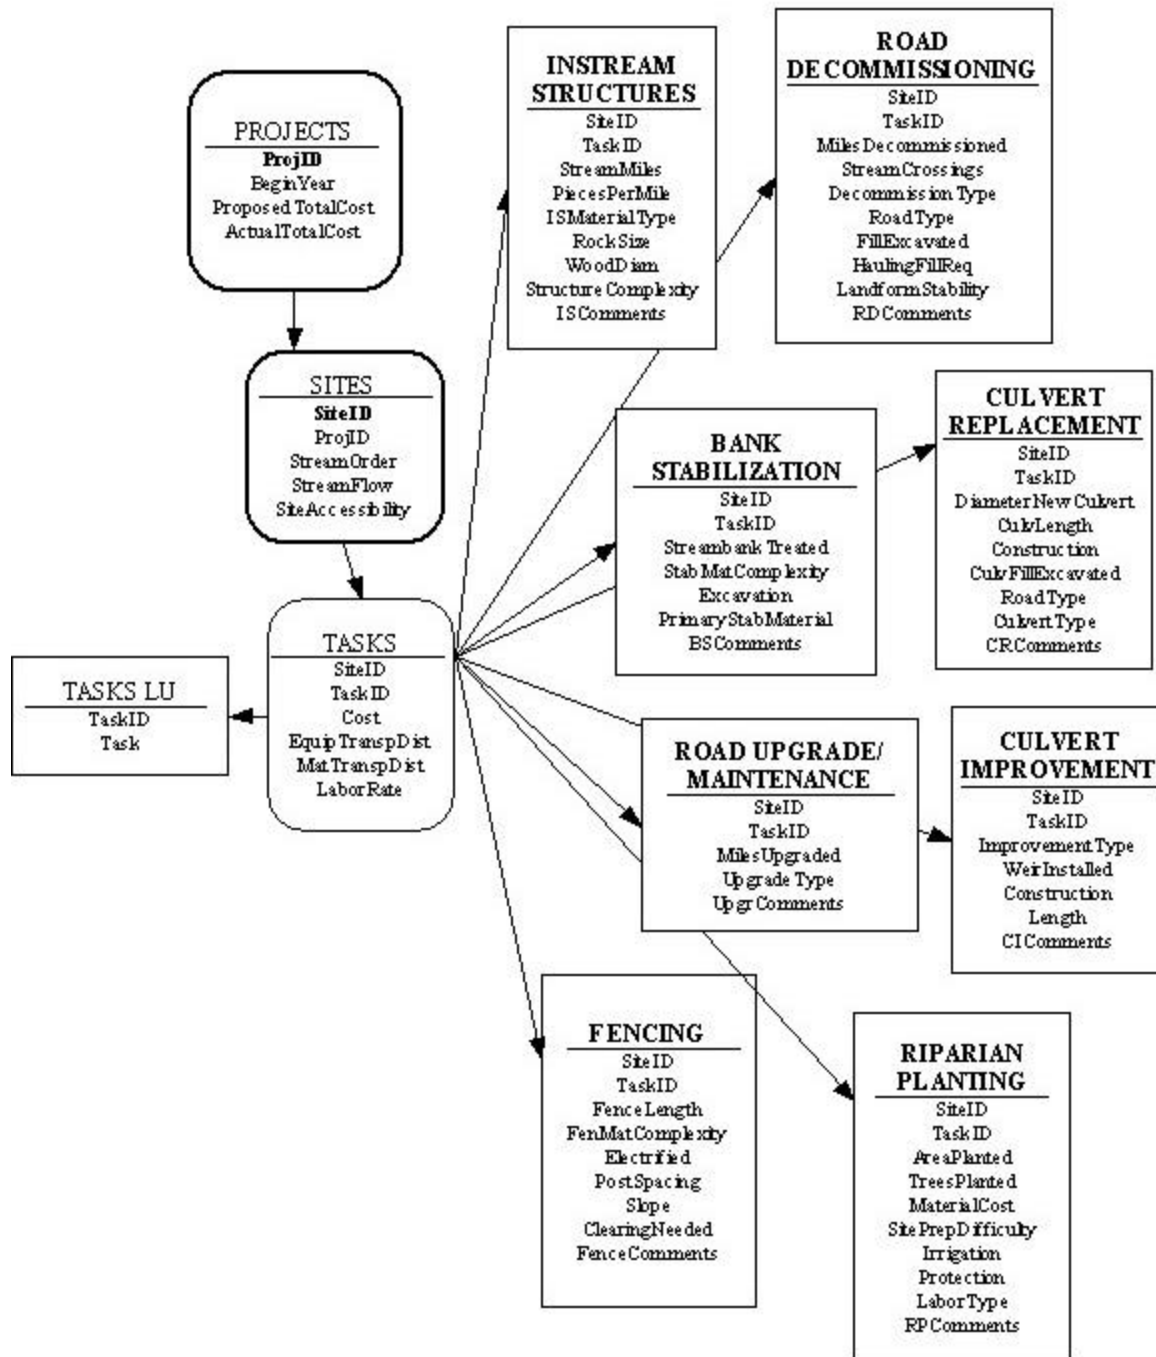 PROJECTS
ProjID
BeginYear
ProposedTotalCost
ActualTotalCost
SITES
SiteID
ProjID
StreamOrder
StreamFlow
SiteAccessibility
TASKS
SiteID
TaskID
Cost
EquipTranspDist
MatTranspDist
LaborRate
TASKS LU
TaskID
Task
INSTREAM
STRUCTURES
SiteID
TaskID
StreamMiles
PiecesPerMile
ISMaterialType
RockSize
WoodDiam
StructureComplexity
ISComments
ROAD
DECOMMISSIONING
SiteID
TaskID
MilesDecommissioned
StreamCrossings
DecommissionType
RoadType
FillExcavated
HaulingFillReq
LandformStability
RDComments
BANK
STABILIZATION
SiteID
TaskID
StreambankTreated
StabMatComplexity
Excavation
PrimaryStabMaterial
BSComments
CULVERT
REPLACEMENT
SiteID
TaskID
DiameterNewCulvert
CulvLength
Construction
CulvFillExcavated
RoadType
CulvertType
CRComments
ROAD UPGRADE/
MAINTENANCE
SiteID
TaskID
MilesUpgraded
UpgradeType
UpgrComments
CULVERT
IMPROVEMENT
SiteID
TaskID
ImprovementType
WeirInstalled
Construction
Length
CIComments
FENCING
SiteID
TaskID
FenceLength
FenMatComplexity
Electrified
PostSpacing
Slope
ClearingNeeded
FenceComments
RIPARIAN
PLANTING
SiteID
TaskID
AreaPlanted
TreesPlanted
MaterialCost
SitePrepDifficulty
Irrigation
Protection
LaborType
RPComments